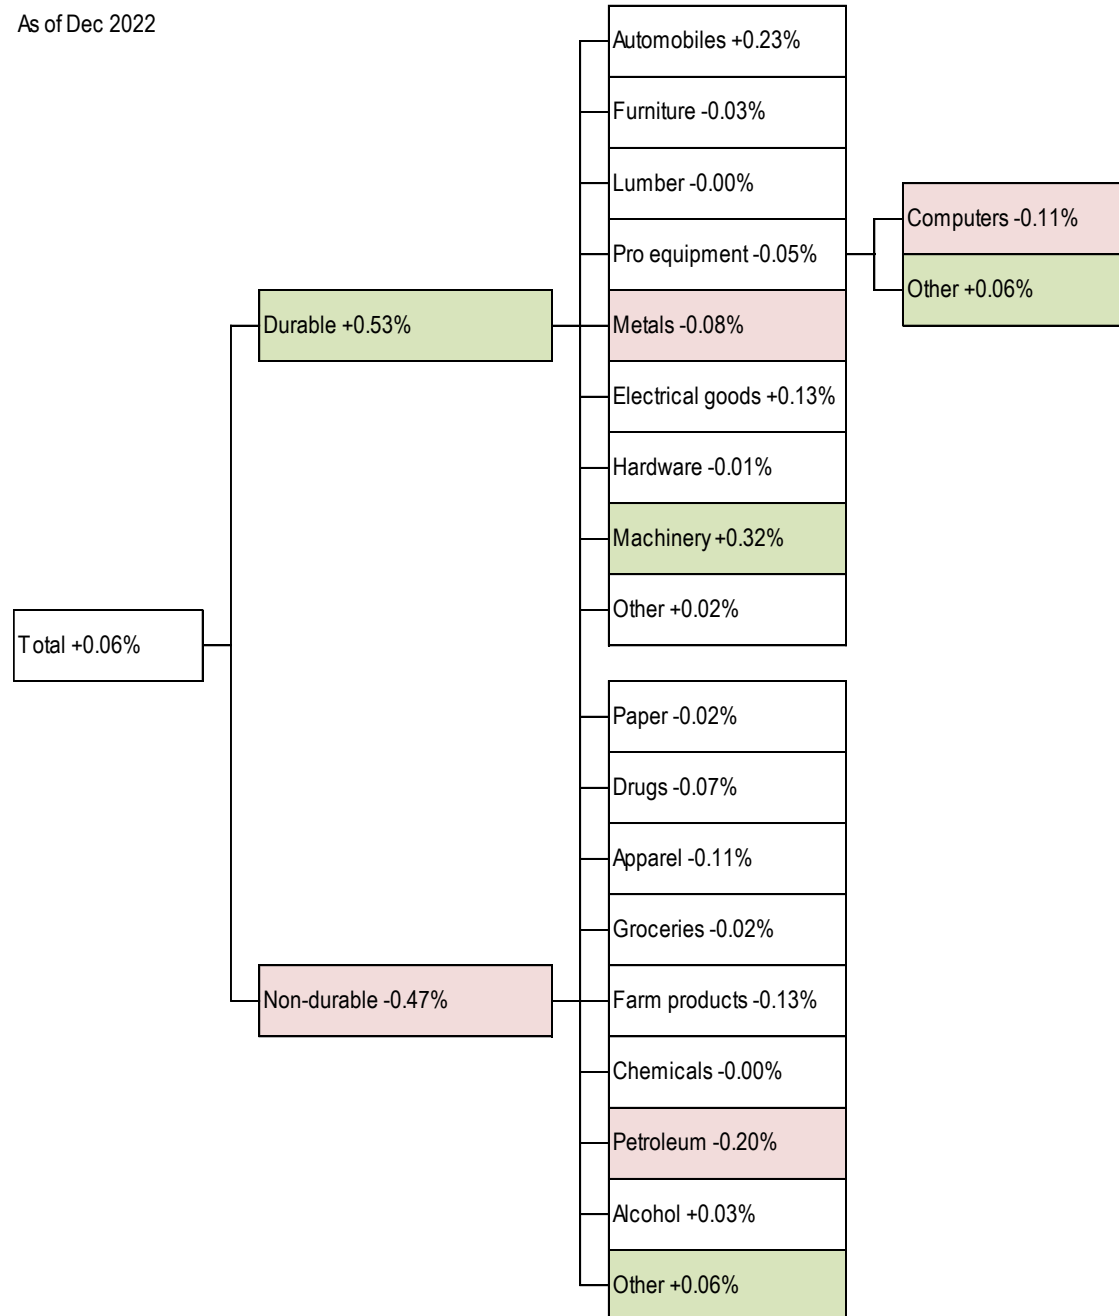 As of Dec 2022
Total +0.06%
Durable +0.53%
Automobiles +0.23%
Furniture -0.03%
Lumber -0.00%
Pro equipment -0.05%
Computers -0.11%
Other +0.06%
Metals -0.08%
Electrical goods +0.13%
Hardware -0.01%
Machinery +0.32%
Other +0.02%
Non-durable -0.47%
Paper -0.02%
Drugs -0.07%
Apparel -0.11%
Groceries -0.02%
Farm products -0.13%
Chemicals -0.00%
Petroleum -0.20%
Alcohol +0.03%
Other +0.06%